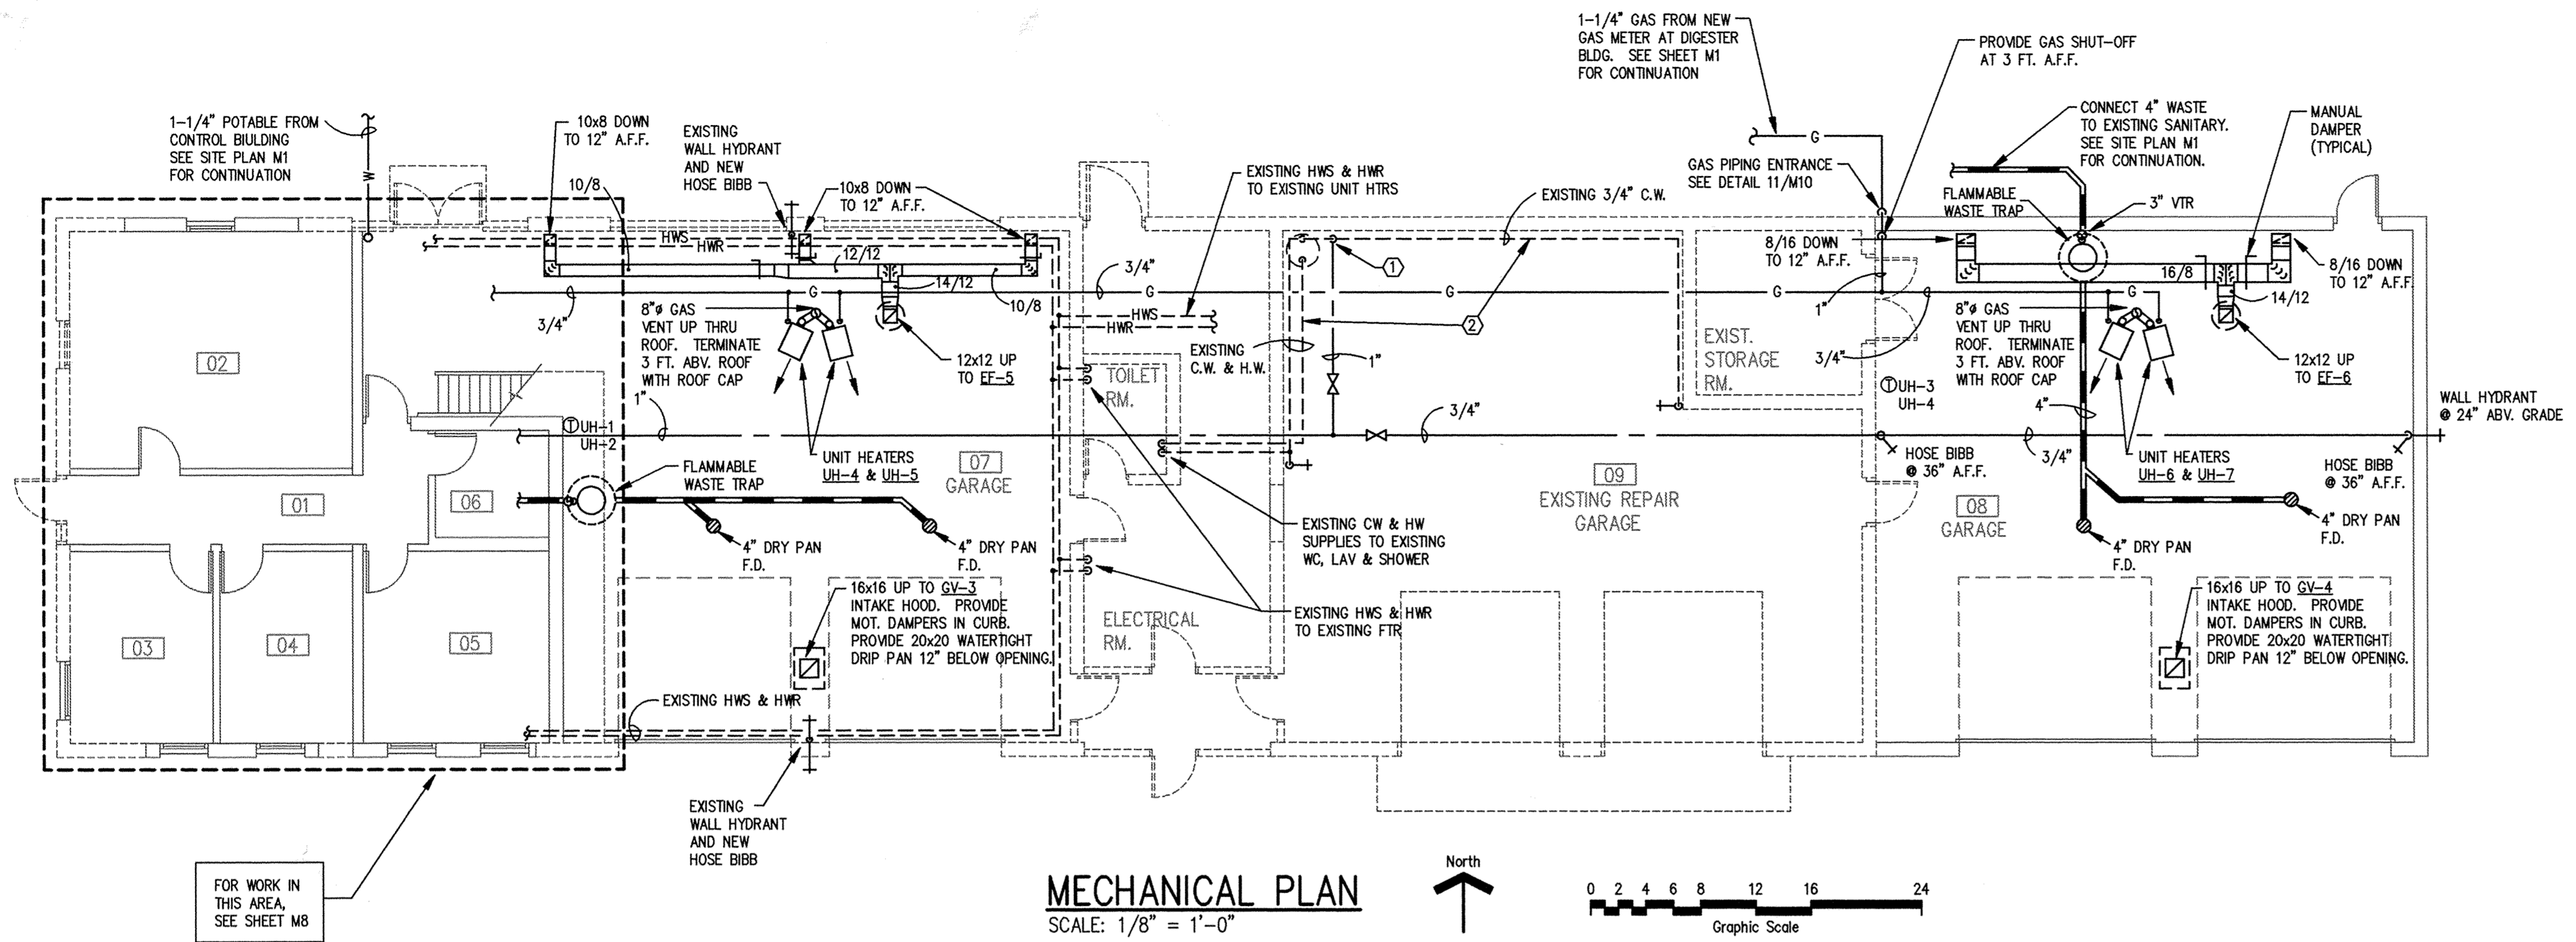 1-1/4" GAS FROM NEW
GAS METER AT DIGESTER
BLDG. SEE SHEET M1
FOR CONTINUATION
PROVIDE GAS SHUT-OFF
AT 3 FT. A.F.F.
1-1/4" POTABLE FROM
CONTROL BIULDING
SEE SITE PLAN M1
FOR CONTINUATION
W
10x8 DOWN
TO 12" A.F.F.
EXISTING
WALL HYDRANT
AND NEW
HOSE BIBB
10x8 DOWN
TO 12" A.F.F.
EXISTING HWS & HWR
TO EXISTING UNIT HTRS
EXISTING 3/4" C.W.
G
GAS PIPING ENTRANCE
SEE DETAIL 11/M10
CONNECT 4" WASTE
TO EXISTING SANITARY.
SEE SITE PLAN M1
FOR CONTINUATION.
MANUAL
DAMPER
(TYPICAL)
FLAMMABLE
WASTE TRAP
3" VTR
10/8
HWS
HWR
12/12
14/12
10/8
8/16 DOWN
TO 12" A.F.F.
16/8
8/16 DOWN
TO 12" A.F.F.
14/12
3/4"
G
3/4"
G
G
G
G
1"
3/4"
3/4"
1
2
8"ø GAS
VENT UP THRU
ROOF. TERMINATE
3 FT. ABV. ROOF
WITH ROOF CAP
12x12 UP
TO EF-5
HWS
HWR
EXISTING
C.W. & H.W.
1"
EXIST.
STORAGE
RM.
8"ø GAS
VENT UP THRU
ROOF. TERMINATE
3 FT. ABV. ROOF
WITH ROOF CAP
12x12 UP
TO EF-6
02
TOILET
RM.
T UH-3
UH-4
4"
WALL HYDRANT
@ 24" ABV. GRADE
T UH-1
UH-2
1"
3/4"
UNIT HEATERS
UH-4 & UH-5
07
GARAGE
FLAMMABLE
WASTE TRAP
09
EXISTING REPAIR
GARAGE
HOSE BIBB
@ 36" A.F.F.
3/4"
UNIT HEATERS
UH-6 & UH-7
HOSE BIBB
@ 36" A.F.F.
01
06
08
GARAGE
4" DRY PAN
F.D.
4" DRY PAN
F.D.
EXISTING CW & HW
SUPPLIES TO EXISTING
WC, LAV & SHOWER
4" DRY PAN
F.D.
4" DRY PAN
F.D.
03
04
05
16x16 UP TO GV-3
INTAKE HOOD. PROVIDE
MOT. DAMPERS IN CURB.
PROVIDE 20x20 WATERTIGHT
DRIP PAN 12" BELOW OPENING.
ELECTRICAL
RM.
EXISTING HWS & HWR
TO EXISTING FTR
16x16 UP TO GV-4
INTAKE HOOD. PROVIDE
MOT. DAMPERS IN CURB.
PROVIDE 20x20 WATERTIGHT
DRIP PAN 12" BELOW OPENING.
EXISTING HWS & HWR
EXISTING
WALL HYDRANT
AND NEW
HOSE BIBB
FOR WORK IN
THIS AREA,
SEE SHEET M8
MECHANICAL PLAN
SCALE: 1/8" = 1'-0"
North
0 2 4 6 8 12 16 24
Graphic Scale